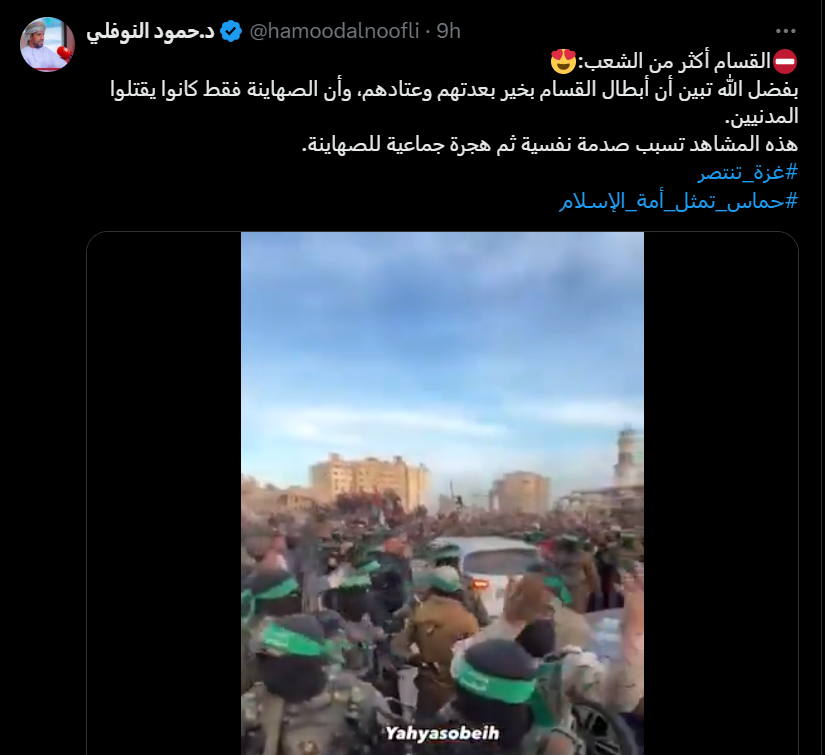 د.حمود النوفلي @hamoodalnoofli · 9h
⛔القسام أكثر من الشعب:😍
بفضل الله تبين أن أبطال القسام بخير بعدتهم وعتادهم، وأن الصهاينة فقط كانوا يقتلوا
المدنيين.
هذه المشاهد تسبب صدمة نفسية ثم هجرة جماعية للصهاينة.
#غزة_تنتصر
#حماس_تمثل_أمة_الإسلام
Yahyasobeih